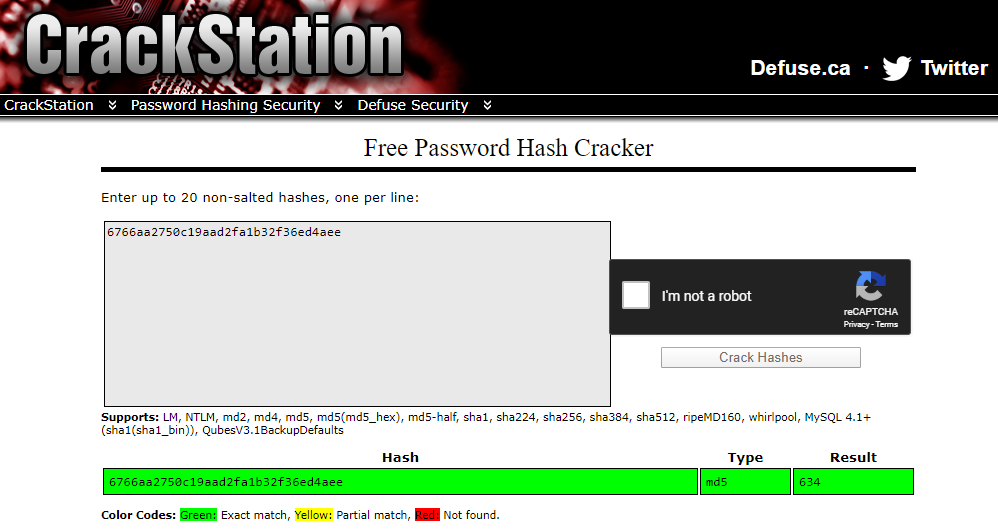 CrackStation
Defuse.ca · Twitter
CrackStation Password Hashing Security Defuse Security
Free Password Hash Cracker
Enter up to 20 non-salted hashes, one per line:
6766aa2750c19aad2fa1b32f36ed4aee
I'm not a robot
reCAPTCHA
Privacy - Terms
Crack Hashes
Supports: LM, NTLM, md2, md4, md5, md5(md5_hex), md5-half, sha1, sha224, sha256, sha384, sha512, ripeMD160, whirlpool, MySQL 4.1+
(sha1(sha1_bin)), QubesV3.1BackupDefaults
Hash Type Result
6766aa2750c19aad2fa1b32f36ed4aee md5 634
Color Codes: Green: Exact match, Yellow: Partial match, Red: Not found.